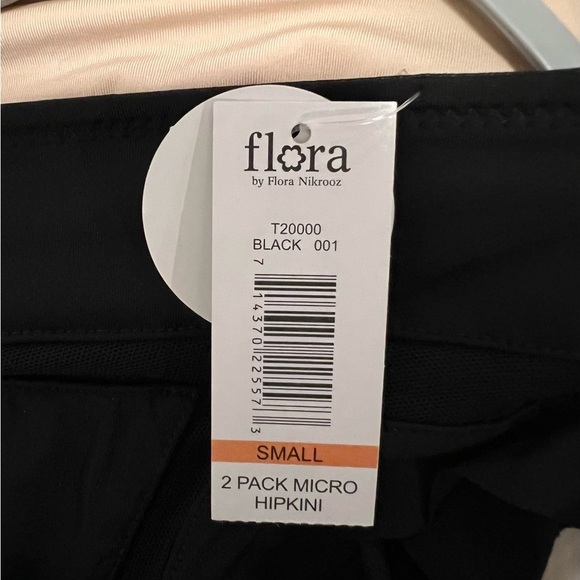 flora
by Flora Nikrooz
T20000
BLACK 001
7 14370 22557 3
SMALL
2 PACK MICRO
HIPKINI